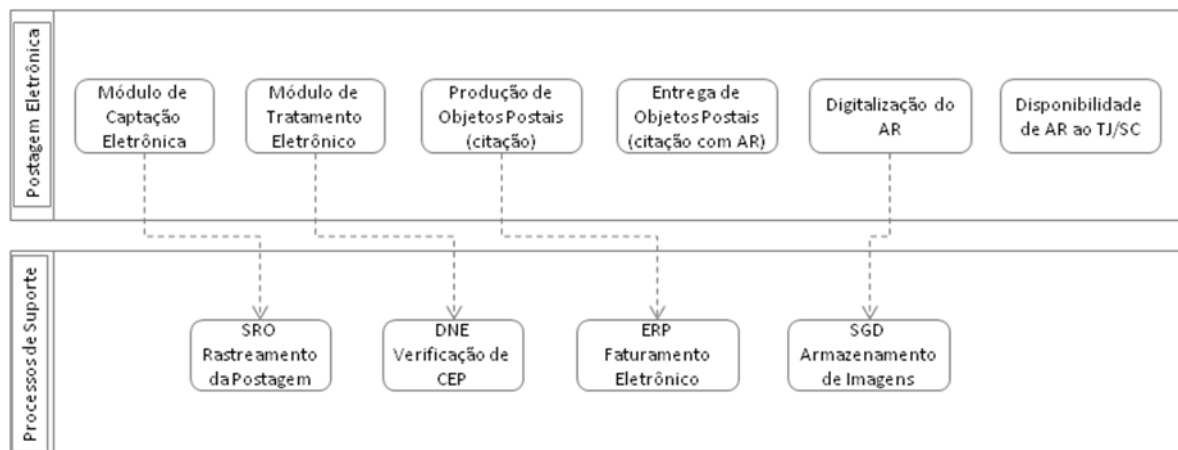 Postagem Eletrônica
Módulo de
Captação
Eletrônica
Módulo de
Tratamento
Eletrônico
Produção de
Objetos Postais
(citação)
Entrega de
Objetos Postais
(citação com AR)
Digitalização do
AR
Disponibilidade
de AR ao TJ/SC
Processos de Suporte
SRO
Rastreamento
da Postagem
DNE
Verificação de
CEP
ERP
Faturamento
Eletrônico
SGD
Armazenamento
de Imagens